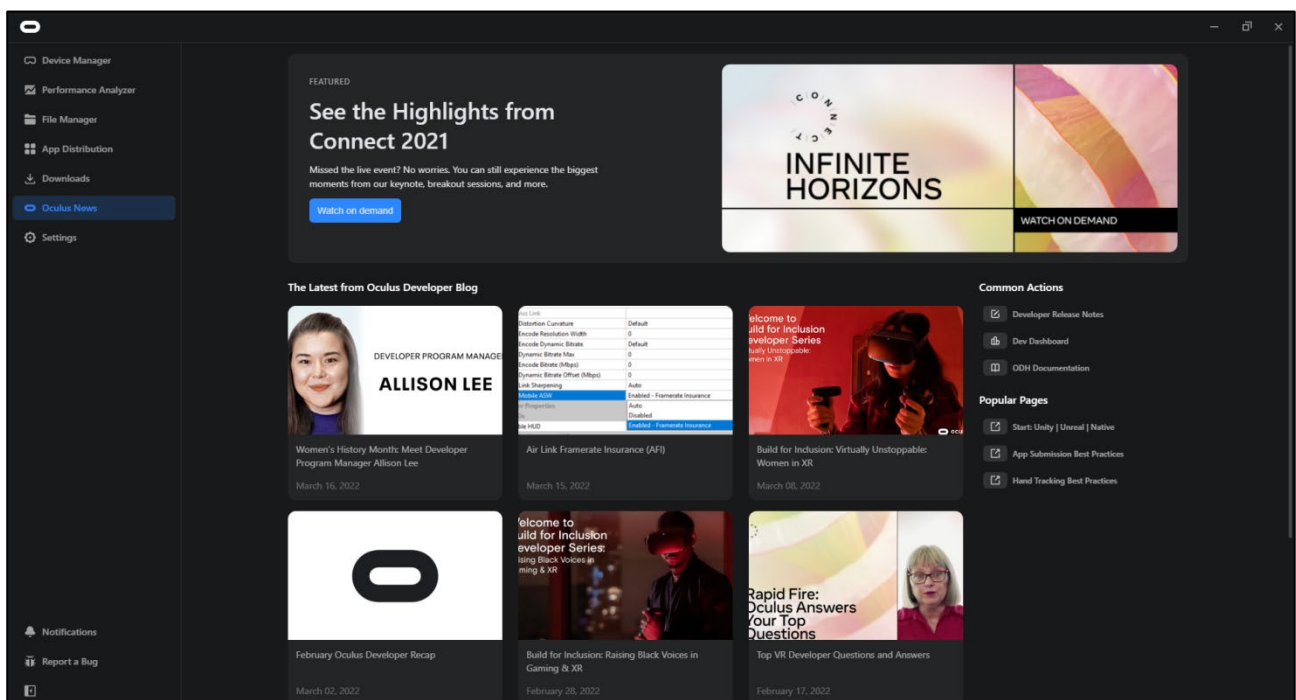 Device Manager
Performance Analyzer
File Manager
App Distribution
Downloads
Oculus News
Settings
Notifications
Report a Bug
FEATURED
See the Highlights from
Connect 2021
Missed the live event? No worries. You can still experience the biggest
moments from our keynote, breakout sessions, and more.
Watch on demand
CONNECT
INFINITE
HORIZONS
WATCH ON DEMAND
The Latest from Oculus Developer Blog
DEVELOPER PROGRAM MANAGE
ALLISON LEE
Women's History Month: Meet Developer
Program Manager Allison Lee
March 16, 2022
Distortion Curvature Default
Encode Resolution Width 0
Encode Dynamic Bitrate Default
Dynamic Bitrate Max 0
Encode Bitrate (Mbps) 0
Dynamic Bitrate Offset (Mbps) 0
Link Sharpening Auto
Mobile ASW Enabled - Framerate Insurance
r Properties Auto
Disabled
ble HUD Enabled - Framerate Insurance
Air Link Framerate Insurance (AFI)
March 15, 2022
elcome to
uild for Inclusion
eveloper Series
tually Unstoppable:
men in XR
ocu
Build for Inclusion: Virtually Unstoppable:
Women in XR
March 08, 2022
February Oculus Developer Recap
March 02, 2022
elcome to
uild for Inclusion
eveloper Series:
ising Black Voices in
ming & XR
Build for Inclusion: Raising Black Voices in
Gaming & XR
February 28, 2022
Rapid Fire:
Oculus Answers
Your Top
Questions
Top VR Developer Questions and Answers
February 17, 2022
Common Actions
Developer Release Notes
Dev Dashboard
ODH Documentation
Popular Pages
Start: Unity | Unreal | Native
App Submission Best Practices
Hand Tracking Best Practices